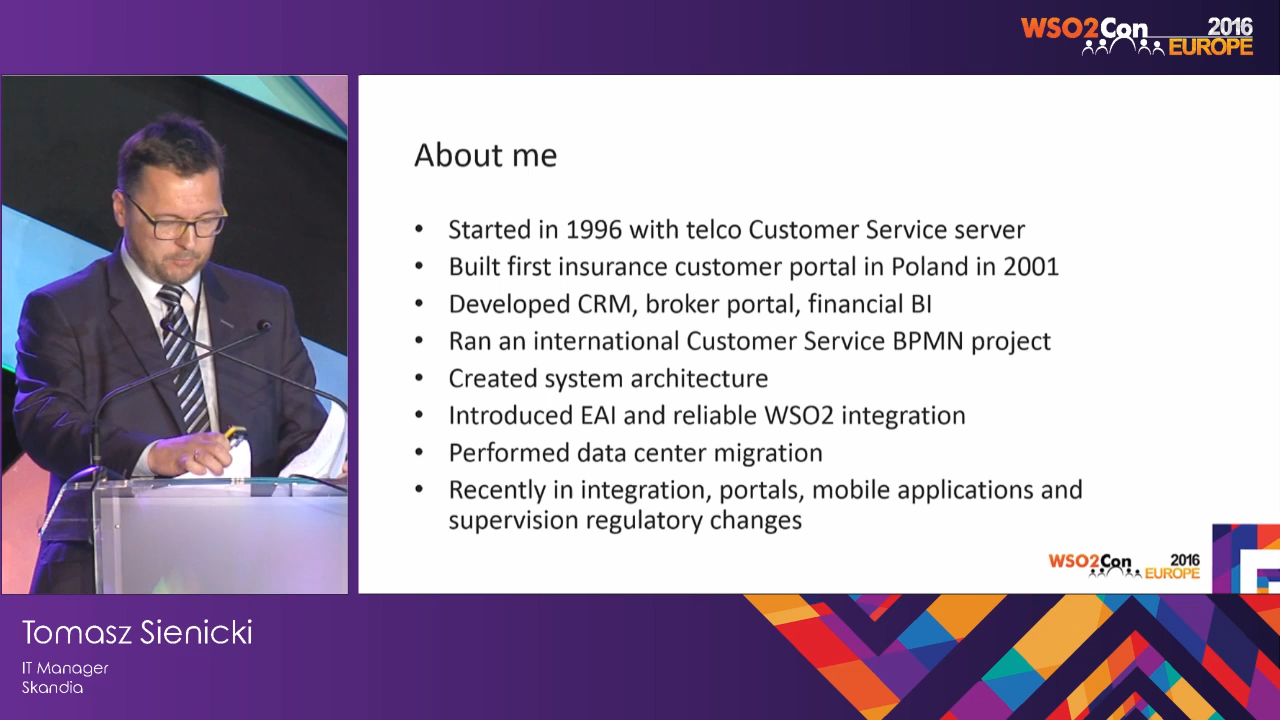 WSO2Con 2016
EUROPE
About me
• Started in 1996 with telco Customer Service server
• Built first insurance customer portal in Poland in 2001
• Developed CRM, broker portal, financial BI
• Ran an international Customer Service BPMN project
• Created system architecture
• Introduced EAI and reliable WSO2 integration
• Performed data center migration
• Recently in integration, portals, mobile applications and
supervision regulatory changes
WSO2Con 2016
EUROPE
Tomasz Sienicki
IT Manager
Skandia